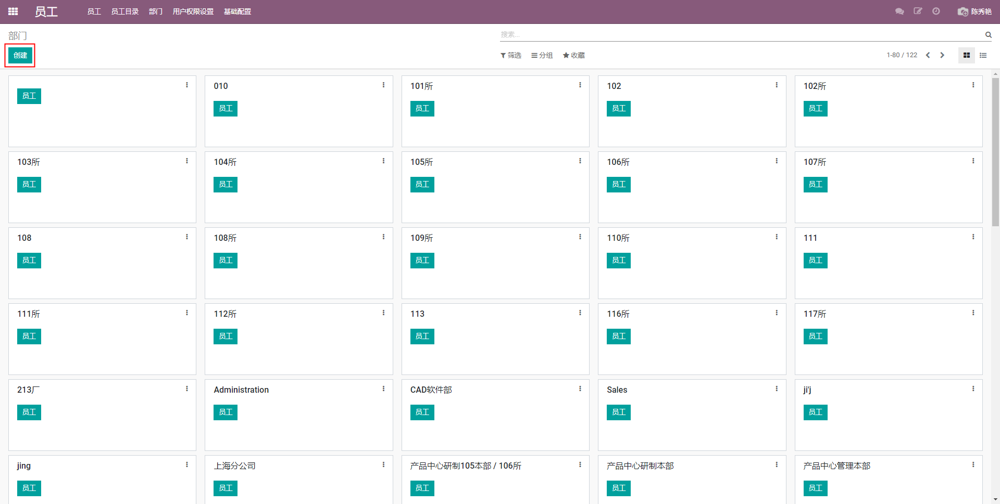 员工 员工 员工目录 部门 用户权限设置 基础配置 陈秀艳
部门 搜索...
创建 筛选 分组 收藏 1-80 / 122
010 101所 102 102所
员工 员工 员工 员工 员工
103所 104所 105所 106所 107所
员工 员工 员工 员工 员工
108 108所 109所 110所 111
员工 员工 员工 员工 员工
111所 112所 113 116所 117所
员工 员工 员工 员工 员工
213厂 Administration CAD软件部 Sales ji'j
员工 员工 员工 员工 员工
jing 上海分公司 产品中心研制105本部 / 106所 产品中心研制本部 产品中心管理本部
员工 员工 员工 员工 员工